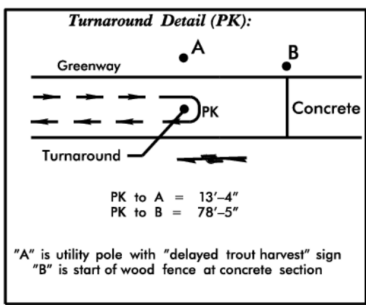 Turnaround Detail (PK):
A
B
Greenway
PK
Concrete
Turnaround
PK to A = 13'-4"
PK to B = 78'-5"
"A" is utility pole with "delayed trout harvest" sign
"B" is start of wood fence at concrete section